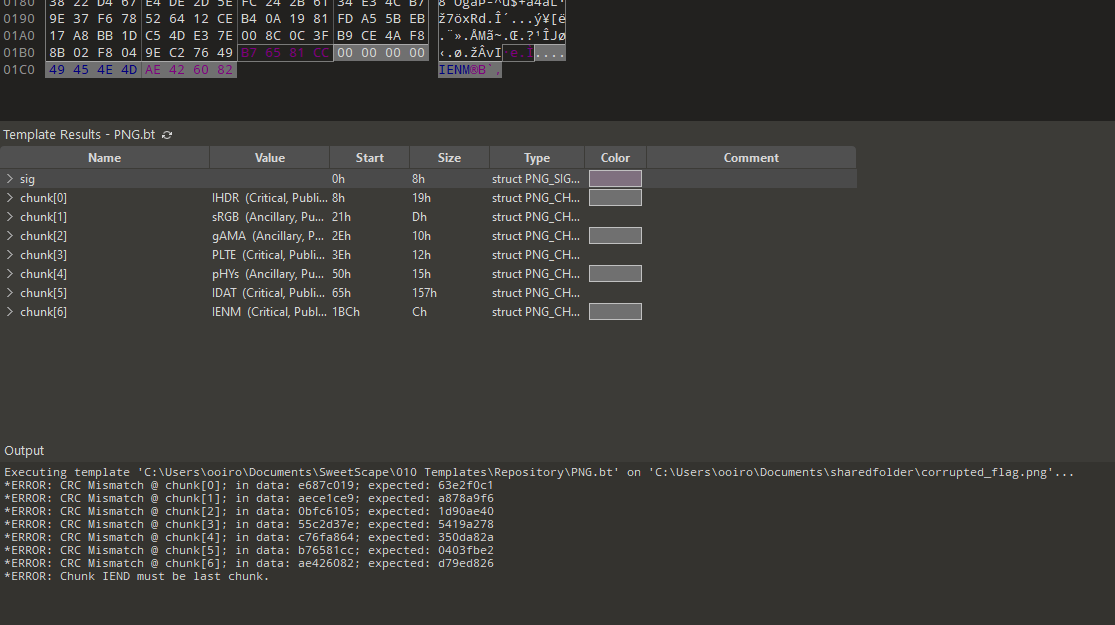 0180 38 22 D4 67 E4 DE 2D 5E FC 24 2B 61 34 E3 4C B7
0190 9E 37 F6 78 52 64 12 CE B4 0A 19 81 FD A5 5B EB ž7öxRd.Î´...ý¥[ë
01A0 17 A8 BB 1D C5 4D E3 7E 00 8C 0C 3F B9 CE 4A F8 .¨».ÅMã~.Œ.?¹ÎJø
01B0 8B 02 F8 04 9E C2 76 49 B7 65 81 CC 00 00 00 00 ‹.ø.žÂvI·e.Ì....
01C0 49 45 4E 4D AE 42 60 82 IENM®B`‚
Template Results - PNG.bt
Name Value Start Size Type Color Comment
sig 0h 8h struct PNG_SIG...
chunk[0] IHDR (Critical, Publi... 8h 19h struct PNG_CH...
chunk[1] sRGB (Ancillary, Pu... 21h Dh struct PNG_CH...
chunk[2] gAMA (Ancillary, P... 2Eh 10h struct PNG_CH...
chunk[3] PLTE (Critical, Public... 3Eh 12h struct PNG_CH...
chunk[4] pHYs (Ancillary, Pu... 50h 15h struct PNG_CH...
chunk[5] IDAT (Critical, Publi... 65h 157h struct PNG_CH...
chunk[6] IENM (Critical, Publ... 1BCh Ch struct PNG_CH...
Output
Executing template 'C:\Users\ooiro\Documents\SweetScape\010 Templates\Repository\PNG.bt' on 'C:\Users\ooiro\Documents\sharedfolder\corrupted_flag.png'...
*ERROR: CRC Mismatch @ chunk[0]; in data: e687c019; expected: 63e2f0c1
*ERROR: CRC Mismatch @ chunk[1]; in data: aece1ce9; expected: a878a9f6
*ERROR: CRC Mismatch @ chunk[2]; in data: 0bfc6105; expected: 1d90ae40
*ERROR: CRC Mismatch @ chunk[3]; in data: 55c2d37e; expected: 5419a278
*ERROR: CRC Mismatch @ chunk[4]; in data: c76fa864; expected: 350da82a
*ERROR: CRC Mismatch @ chunk[5]; in data: b76581cc; expected: 0403fbe2
*ERROR: CRC Mismatch @ chunk[6]; in data: ae426082; expected: d79ed826
*ERROR: Chunk IEND must be last chunk.